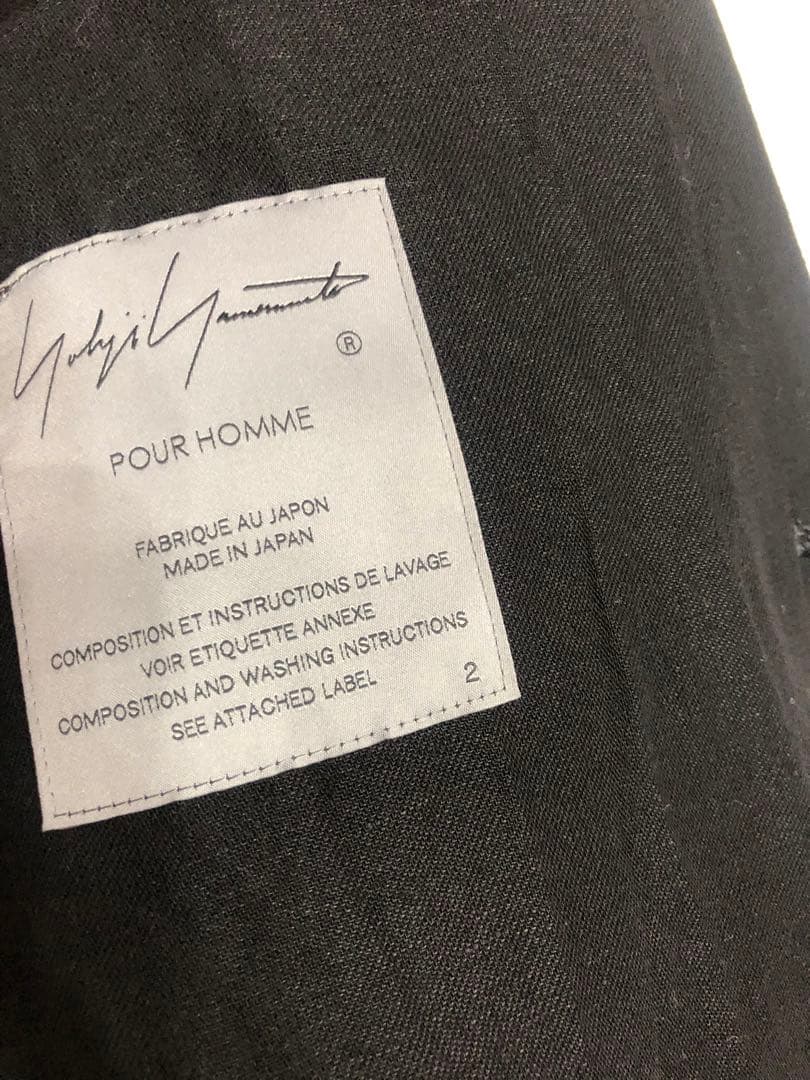 Yohji Yamamoto
®
POUR HOMME
FABRIQUE AU JAPON
MADE IN JAPAN
COMPOSITION ET INSTRUCTIONS DE LAVAGE
VOIR ETIQUETTE ANNEXE
COMPOSITION AND WASHING INSTRUCTIONS
SEE ATTACHED LABEL
2